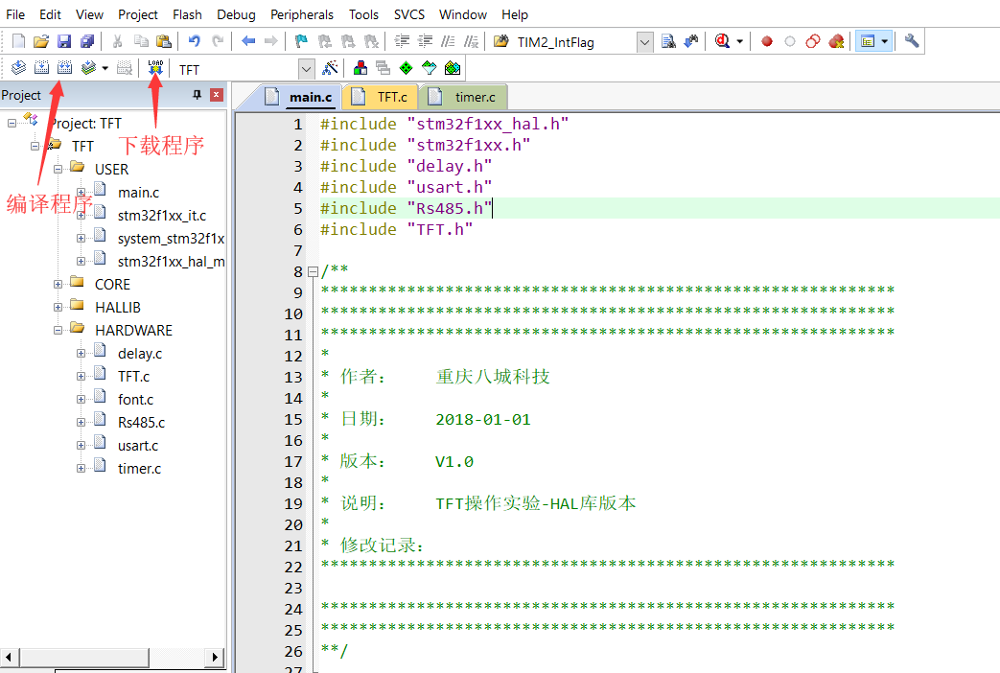 File Edit View Project Flash Debug Peripherals Tools SVCS Window Help
TIM2_IntFlag
LOAD TFT
Project
main.c TFT.c timer.c
Project: TFT
TFT
下载程序
USER
main.c
编译程序
stm32f1xx_it.c
system_stm32f1x
stm32f1xx_hal_m
CORE
HALLIB
HARDWARE
delay.c
TFT.c
font.c
Rs485.c
usart.c
timer.c
1 #include "stm32f1xx_hal.h"
2 #include "stm32f1xx.h"
3 #include "delay.h"
4 #include "usart.h"
5 #include "Rs485.h"
6 #include "TFT.h"
7
8 /**
9 ************************************************************
10 ************************************************************
11 ************************************************************
12 *
13 * 作者： 重庆八城科技
14 *
15 * 日期： 2018-01-01
16 *
17 * 版本： V1.0
18 *
19 * 说明： TFT操作实验-HAL库版本
20 *
21 * 修改记录：
22 ************************************************************
23
24 ************************************************************
25 ************************************************************
26 **/
27